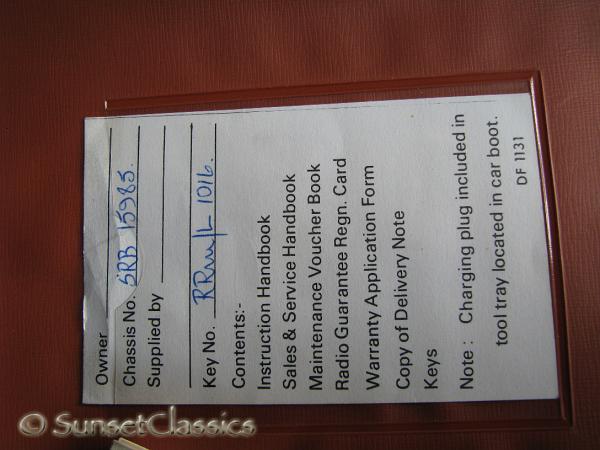 Owner
Chassis No. SRB 15985.
Supplied by
Key No. 1016.
Contents:-
Instruction Handbook
Sales & Service Handbook
Maintenance Voucher Book
Radio Guarantee Regn. Card
Warranty Application Form
Copy of Delivery Note
Keys
Note : Charging plug included in
tool tray located in car boot.
DF 1131
© SunsetClassics